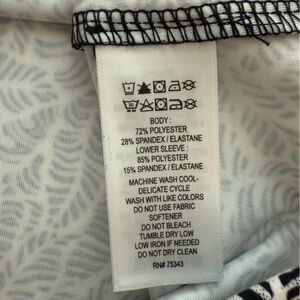 BODY :
72% POLYESTER
28% SPANDEX / ELASTANE
LOWER SLEEVE :
85% POLYESTER
15% SPANDEX / ELASTANE
MACHINE WASH COOL-
DELICATE CYCLE
WASH WITH LIKE COLORS
DO NOT USE FABRIC
SOFTENER
DO NOT BLEACH
TUMBLE DRY LOW
LOW IRON IF NEEDED
DO NOT DRY CLEAN
RN# 75343